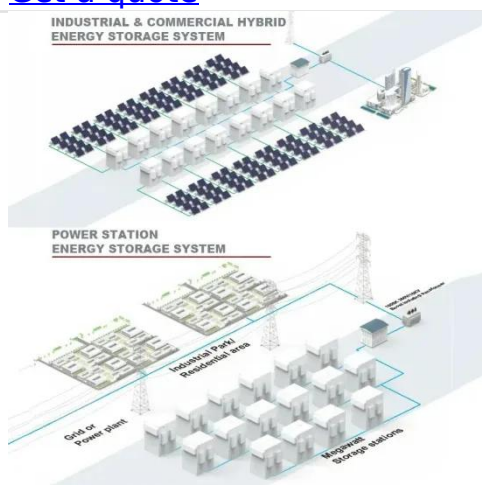 Get a quote
INDUSTRIAL & COMMERCIAL HYBRID
ENERGY STORAGE SYSTEM
POWER STATION
ENERGY STORAGE SYSTEM
Industrial Park/
Residential area
Grid or
Power plant
Megawatt
Storage stations